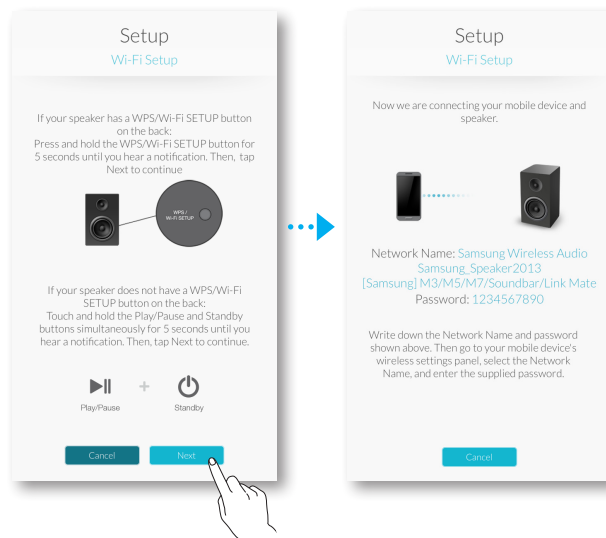 Setup
Wi-Fi Setup
If your speaker has a WPS/Wi-Fi SETUP button
on the back:
Press and hold the WPS/Wi-Fi SETUP button for
5 seconds until you hear a notification. Then, tap
Next to continue
WPS /
Wi-Fi SETUP
If your speaker does not have a WPS/Wi-Fi
SETUP button on the back:
Touch and hold the Play/Pause and Standby
buttons simultaneously for 5 seconds until you
hear a notification. Then, tap Next to continue.
+
Play/Pause
Standby
Cancel
Next
Setup
Wi-Fi Setup
Now we are connecting your mobile device and
speaker.
Network Name: Samsung Wireless Audio
Samsung_Speaker2013
[Samsung] M3/M5/M7/Soundbar/Link Mate
Password: 1234567890
Write down the Network Name and password
shown above. Then go to your mobile device's
wireless settings panel, select the Network
Name, and enter the supplied password.
Cancel